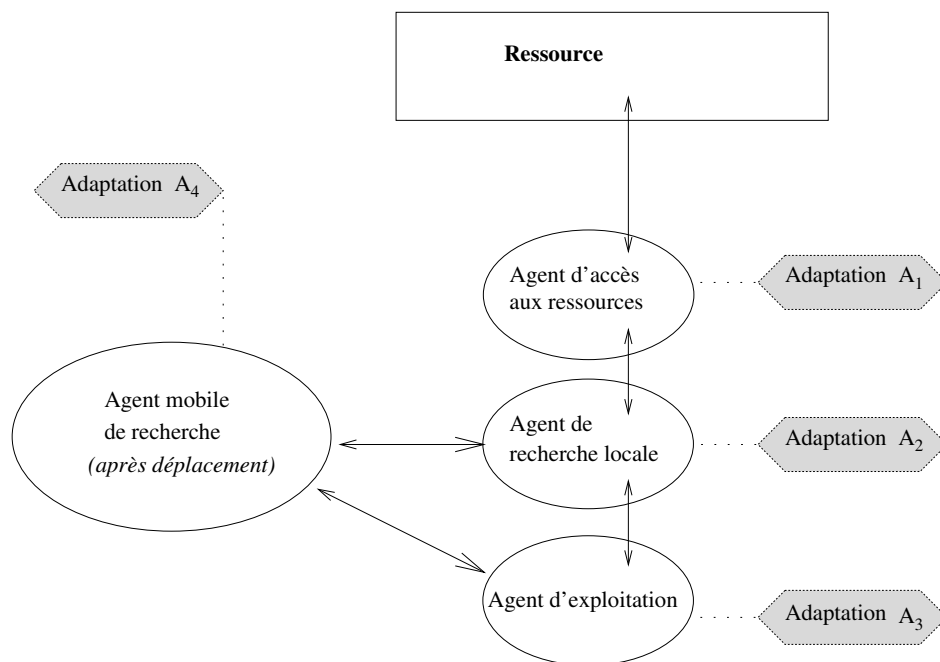 Ressource
Adaptation A4
Agent d'accès
aux ressources
Adaptation A1
Agent mobile
de recherche
(après déplacement)
Agent de
recherche locale
Adaptation A2
Agent d'exploitation
Adaptation A3